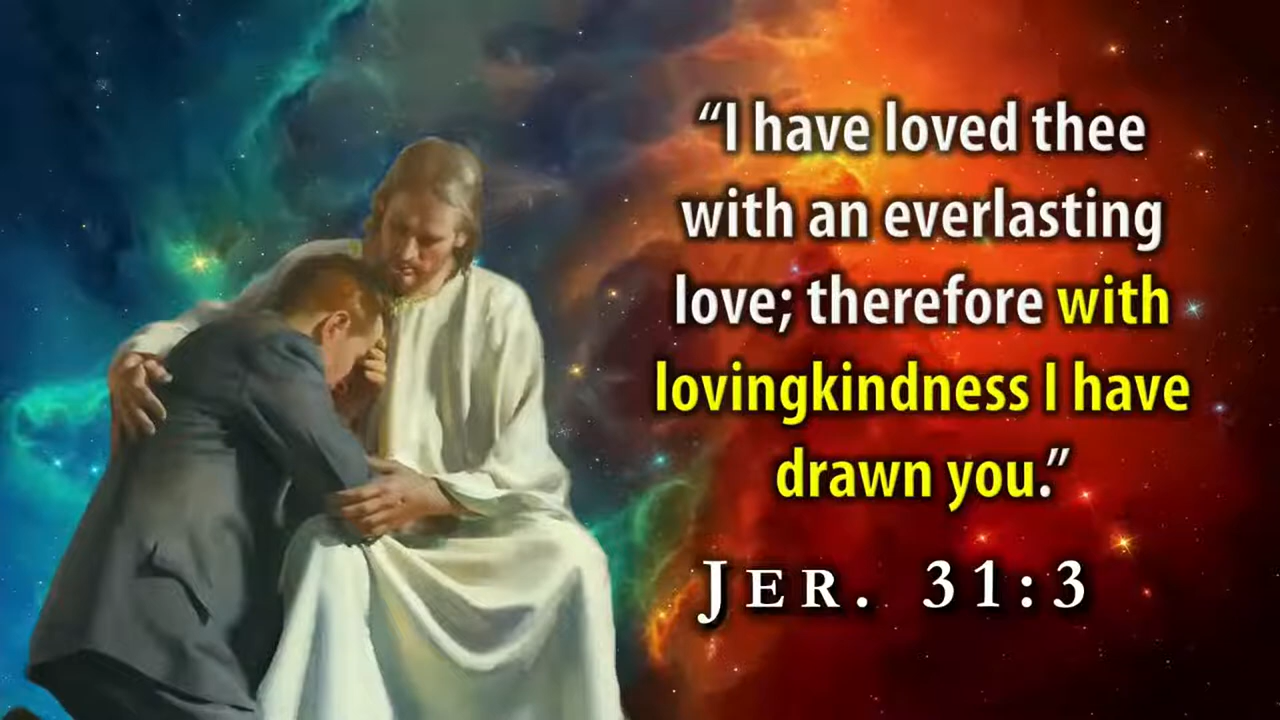 “I have loved thee
with an everlasting
love; therefore with
lovingkindness I have
drawn you.”
JER. 31:3